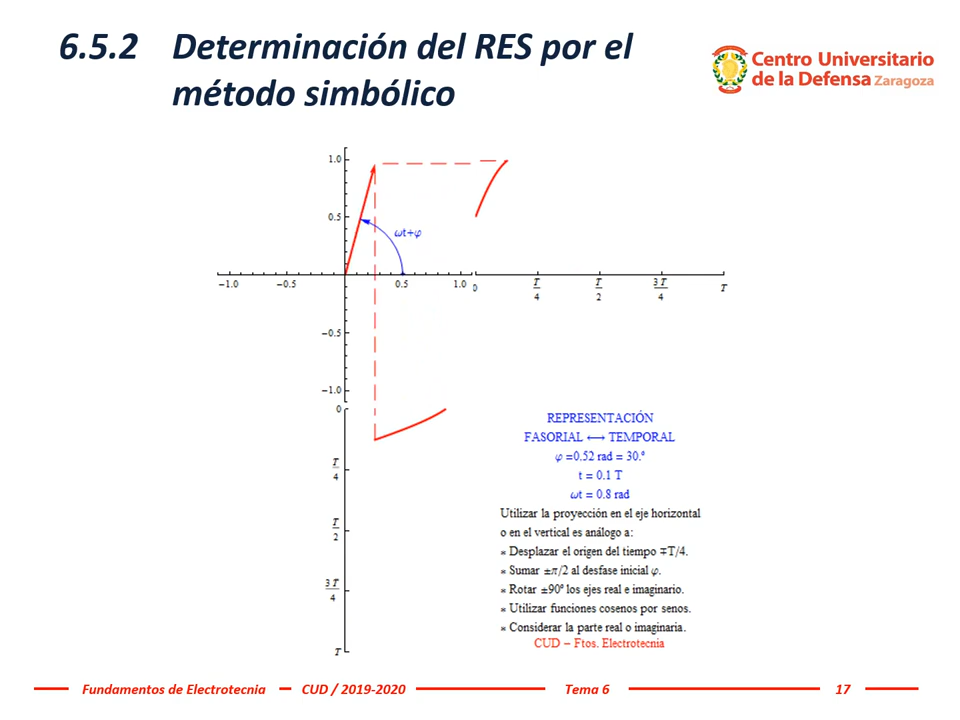 6.5.2 Determinación del RES por el
método simbólico
Centro Universitario
de la Defensa Zaragoza
1.0
0.5
ωt+φ
−1.0 −0.5 0.5 1.0 0 T/4 T/2 3T/4 T
−0.5
−1.0
0
T/4
T/2
3T/4
T
REPRESENTACIÓN
FASORIAL ⟷ TEMPORAL
φ =0.52 rad = 30.º
t = 0.1 T
ωt = 0.8 rad
Utilizar la proyección en el eje horizontal
o en el vertical es análogo a:
* Desplazar el origen del tiempo ∓T/4.
* Sumar ±π/2 al desfase inicial φ.
* Rotar ±90º los ejes real e imaginario.
* Utilizar funciones cosenos por senos.
* Considerar la parte real o imaginaria.
CUD − Ftos. Electrotecnia
Fundamentos de Electrotecnia CUD / 2019-2020 Tema 6 17